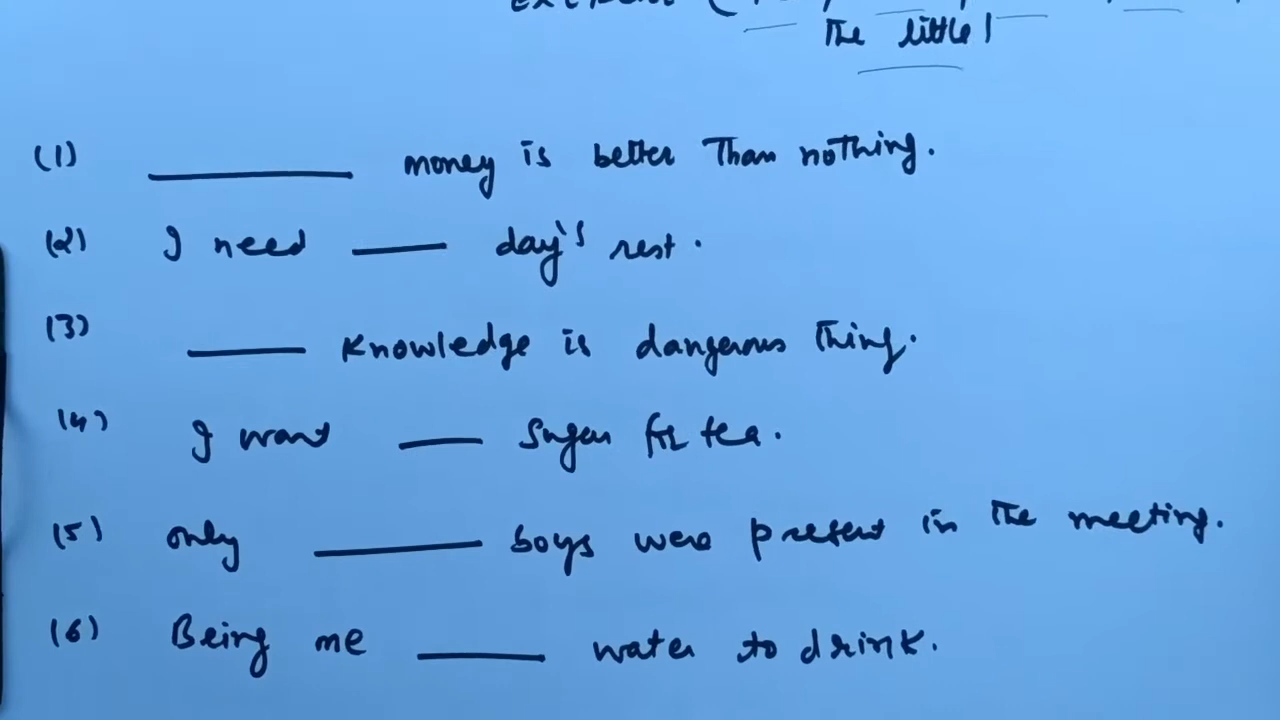 The little)
(1) ______ money is better than nothing.
(2) I need ____ day's rest.
(3) ____ Knowledge is dangerous thing.
(4) I want ____ sugar for tea.
(5) only ______ boys were present in the meeting.
(6) Being me ____ water to drink.